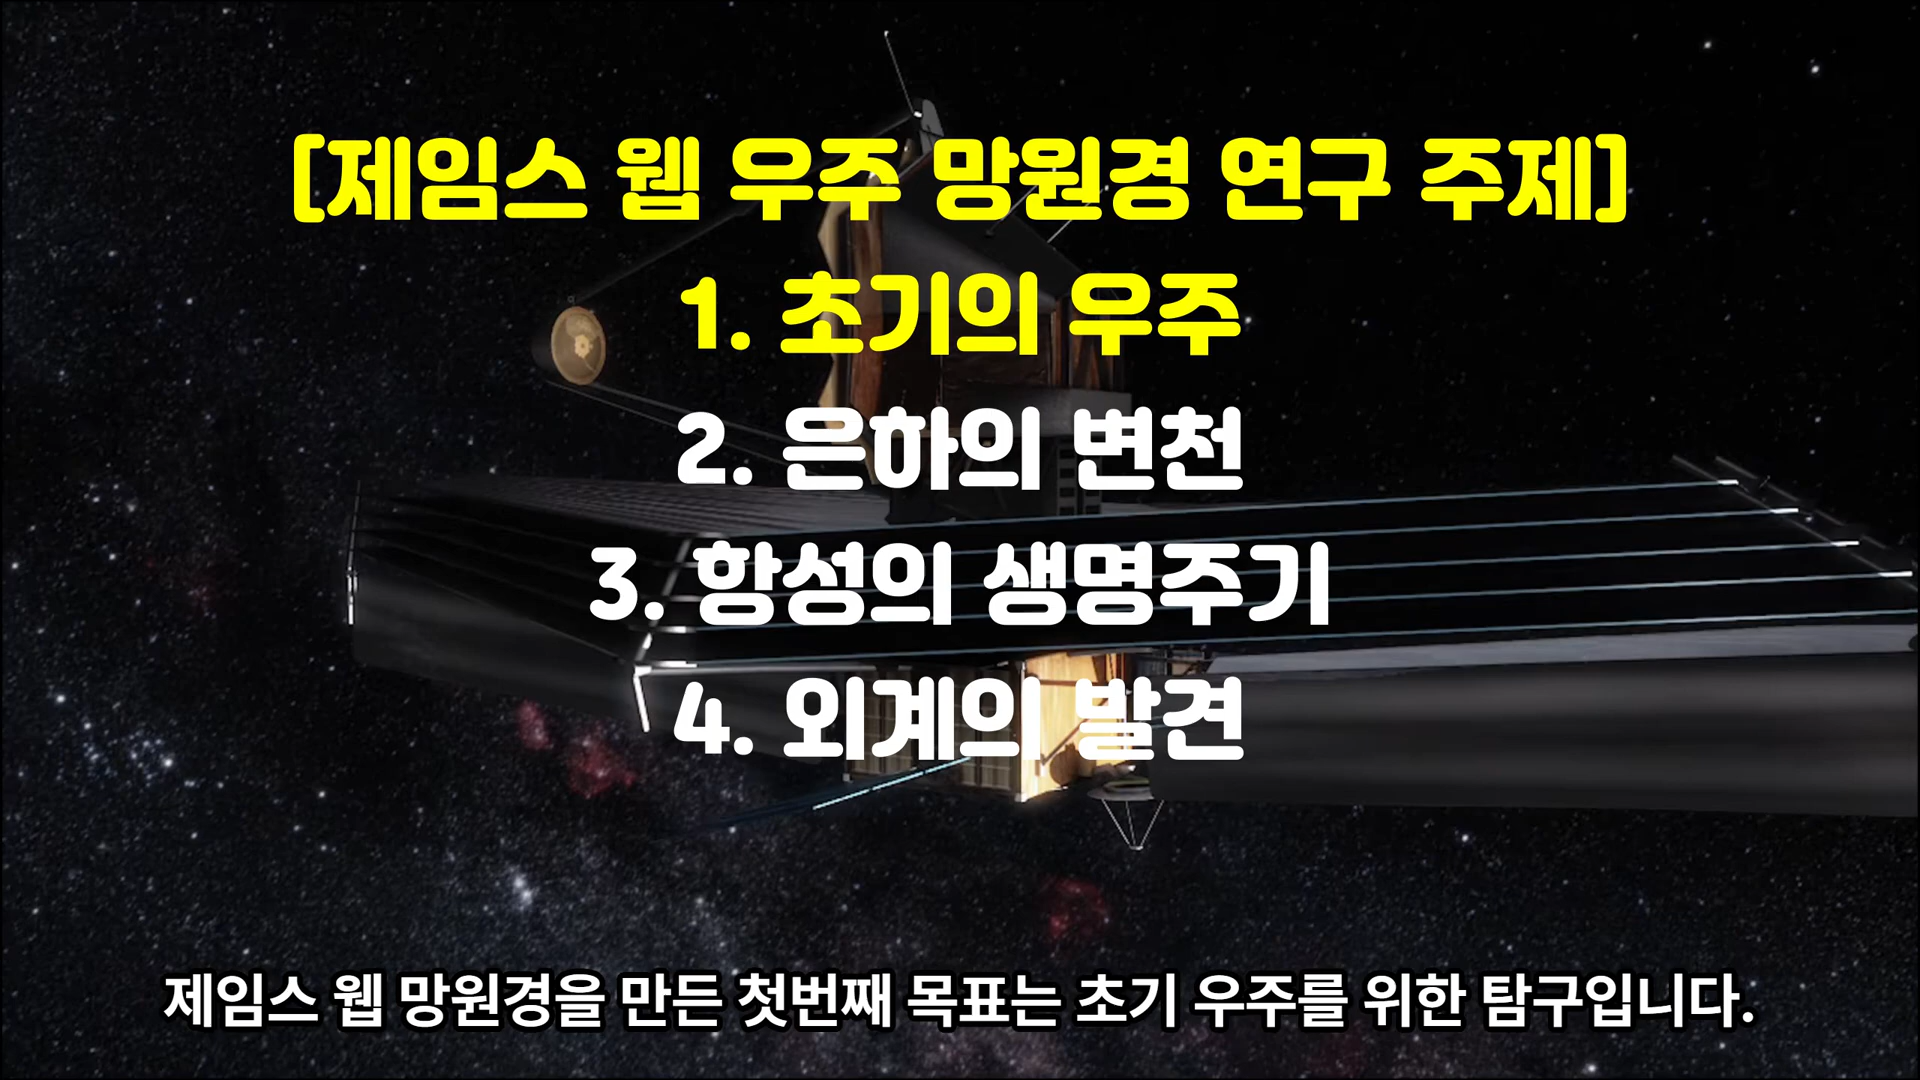 [제임스 웹 우주 망원경 연구 주제]
1. 초기의 우주
2. 은하의 변천
3. 항성의 생명주기
4. 외계의 발견
제임스 웹 망원경을 만든 첫번째 목표는 초기 우주를 위한 탐구입니다.